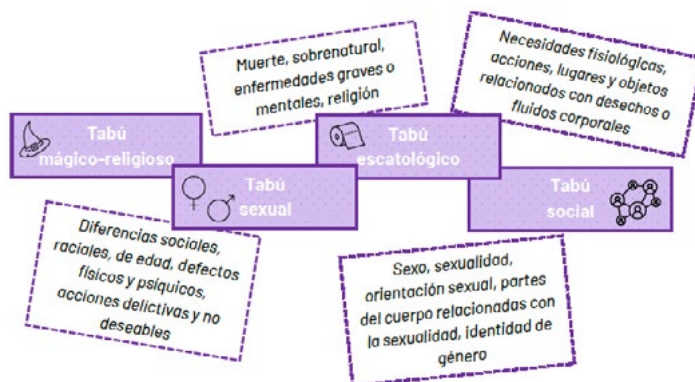 Muerte, sobrenatural,
enfermedades graves o
mentales, religión
Necesidades fisiológicas,
acciones, lugares y objetos
relacionados con desechos o
fluidos corporales
Tabú
mágico-religioso
Tabú
escatológico
Tabú
sexual
Tabú
social
Diferencias sociales,
raciales, de edad, defectos
físicos y psíquicos,
acciones delictivas y no
deseables
Sexo, sexualidad,
orientación sexual, partes
del cuerpo relacionadas con
la sexualidad, identidad de
género